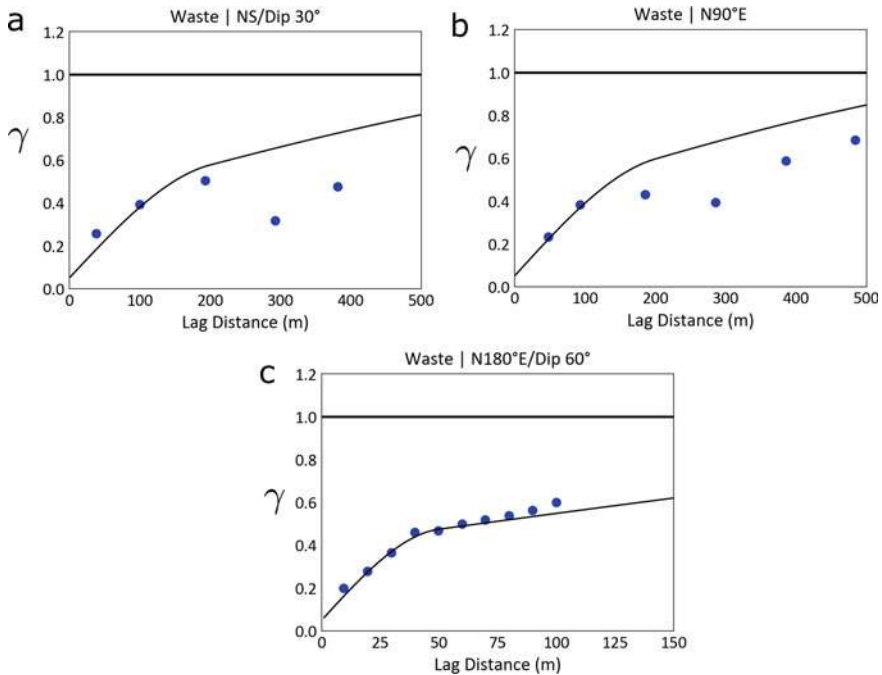 a
Waste | NS/Dip 30°
1.2
1.0
0.8
0.6
0.4
0.2
0.0
γ
0 100 200 300 400 500
Lag Distance (m)
b
Waste | N90°E
1.2
1.0
0.8
0.6
0.4
0.2
0.0
γ
0 100 200 300 400 500
Lag Distance (m)
c
Waste | N180°E/Dip 60°
1.2
1.0
0.8
0.6
0.4
0.2
0.0
γ
0 25 50 75 100 125 150
Lag Distance (m)